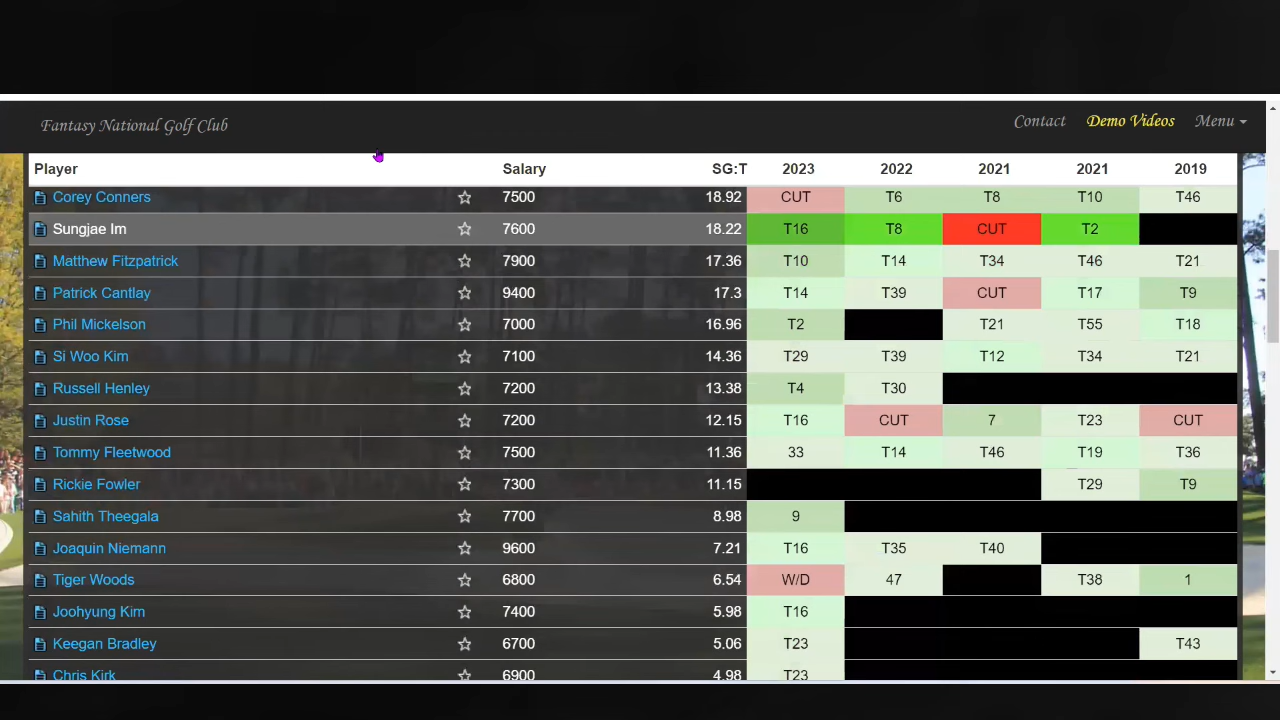 Fantasy National Golf Club Contact Demo Videos Menu
Player Salary SG:T 2023 2022 2021 2021 2019
Corey Conners 7500 18.92 CUT T6 T8 T10 T46
Sungjae Im 7600 18.22 T16 T8 CUT T2
Matthew Fitzpatrick 7900 17.36 T10 T14 T34 T46 T21
Patrick Cantlay 9400 17.3 T14 T39 CUT T17 T9
Phil Mickelson 7000 16.96 T2 T21 T55 T18
Si Woo Kim 7100 14.36 T29 T39 T12 T34 T21
Russell Henley 7200 13.38 T4 T30
Justin Rose 7200 12.15 T16 CUT 7 T23 CUT
Tommy Fleetwood 7500 11.36 33 T14 T46 T19 T36
Rickie Fowler 7300 11.15 T29 T9
Sahith Theegala 7700 8.98 9
Joaquin Niemann 9600 7.21 T16 T35 T40
Tiger Woods 6800 6.54 W/D 47 T38 1
Joohyung Kim 7400 5.98 T16
Keegan Bradley 6700 5.06 T23 T43
Chris Kirk 6900 4.98 T23